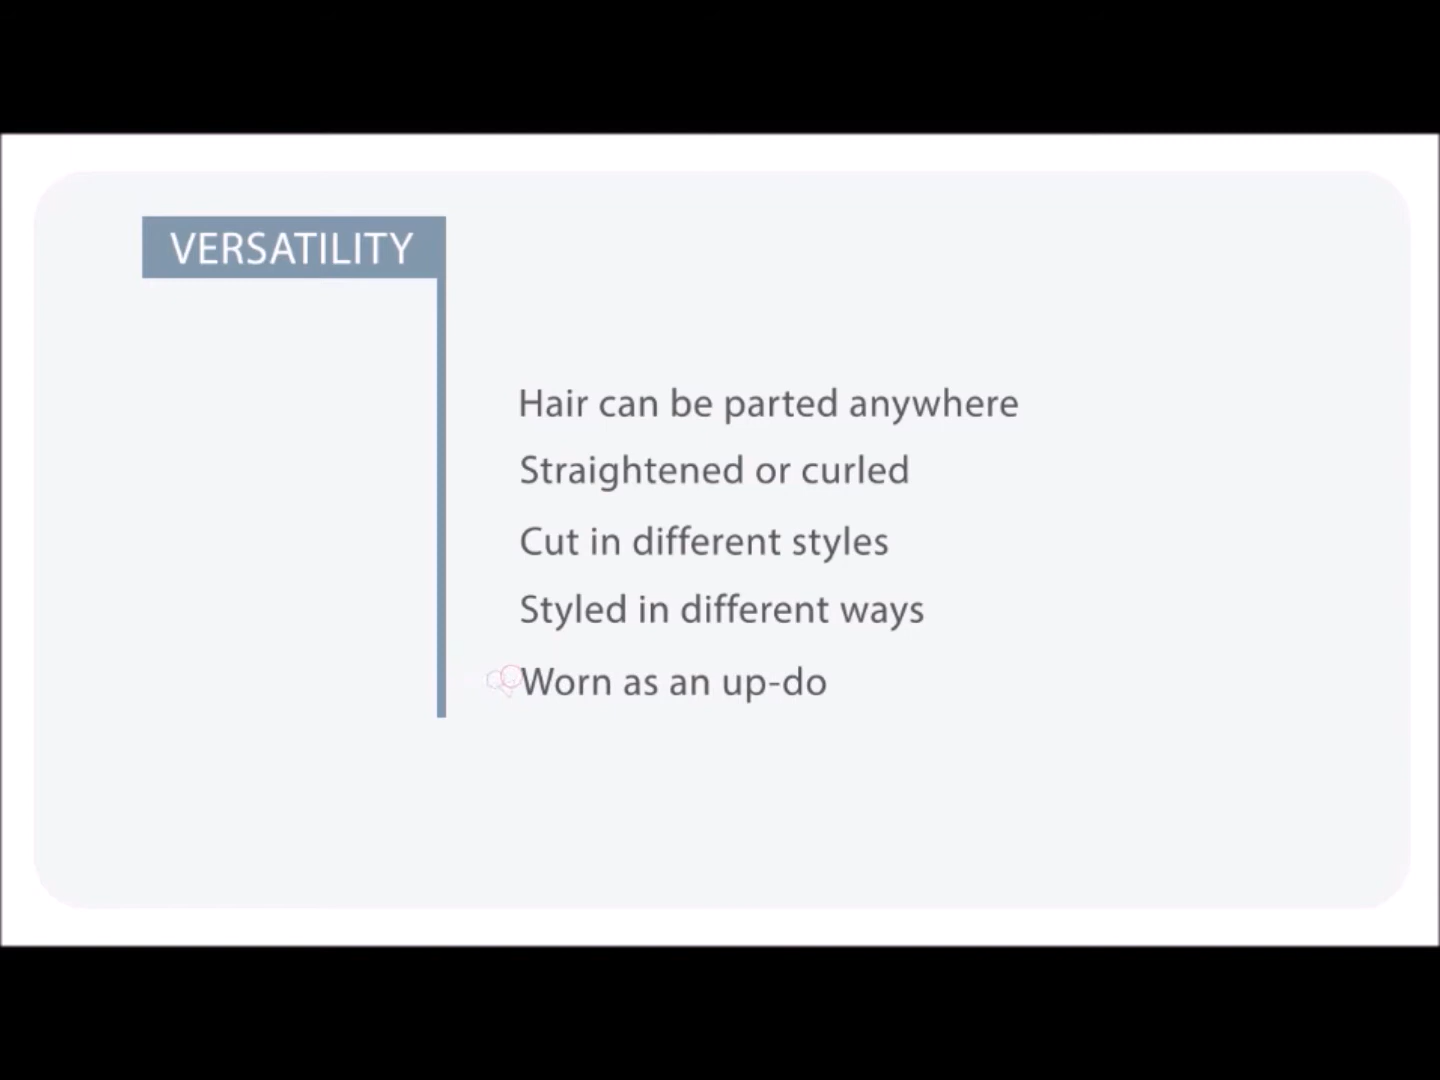 VERSATILITY
Hair can be parted anywhere
Straightened or curled
Cut in different styles
Styled in different ways
Worn as an up-do